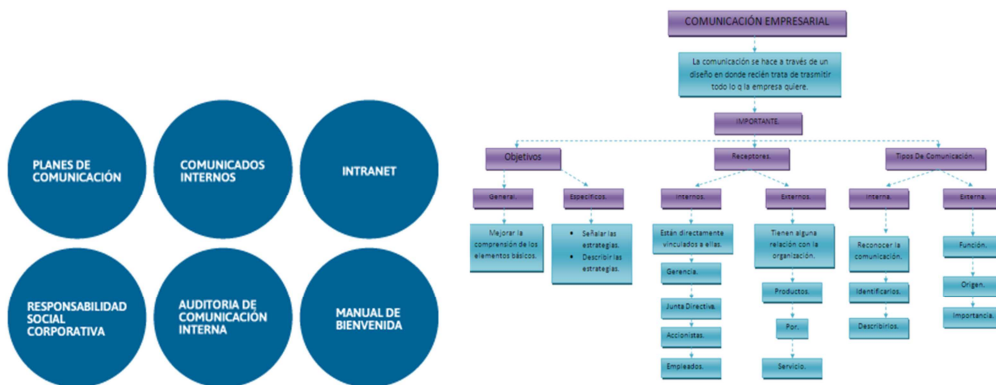 PLANES DE
COMUNICACIÓN
COMUNICADOS
INTERNOS
INTRANET
RESPONSABILIDAD
SOCIAL
CORPORATIVA
AUDITORIA DE
COMUNICACIÓN
INTERNA
MANUAL DE
BIENVENIDA
COMUNICACIÓN EMPRESARIAL
La comunicación se hace a través de un
diseño en donde recién trata de trasmitir
todo lo q la empresa quiere.
IMPORTANTE.
Objetivos
Receptores.
Tipos De Comunicación.
General.
Específicos.
Internos.
Externos.
Interna.
Externa.
Mejorar la
comprensión de los
elementos básicos.
Señalar las
estrategias.
Describir las
estrategias.
Están directamente
vinculados a ellas.
Gerencia.
Junta Directiva.
Accionistas.
Empleados.
Tienen alguna
relación con la
organización.
Productos.
Por.
Servicio.
Reconocer la
comunicación.
Identificarlos.
Describirlos.
Función.
Origen.
Importancia.